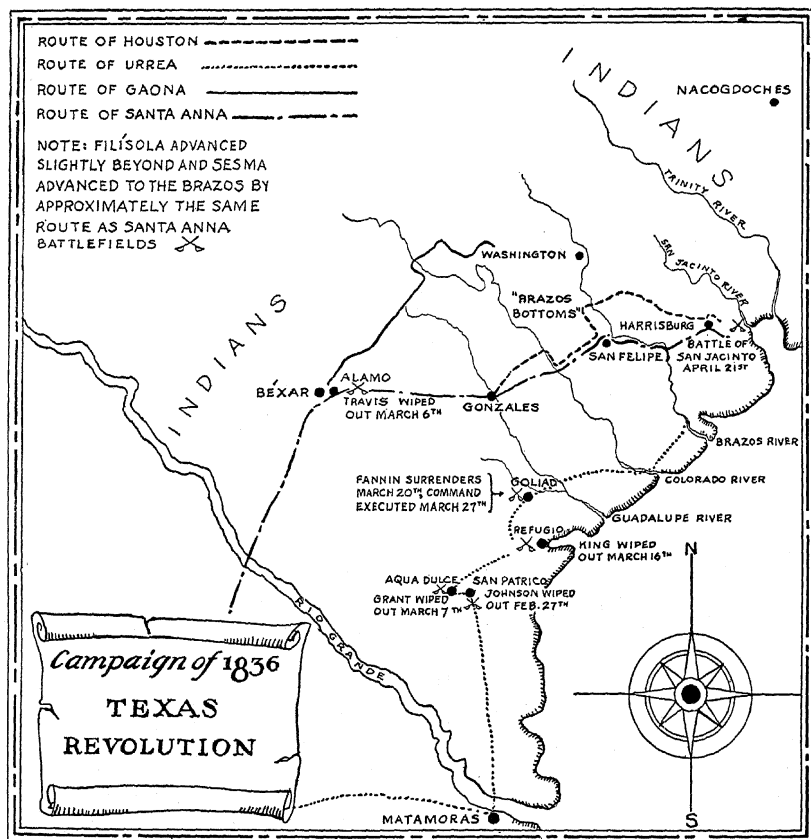 ROUTE OF HOUSTON
ROUTE OF URREA
ROUTE OF GAONA
ROUTE OF SANTA ANNA
NOTE: FILÍSOLA ADVANCED
SLIGHTLY BEYOND AND SESMA
ADVANCED TO THE BRAZOS BY
APPROXIMATELY THE SAME
ROUTE AS SANTA ANNA
BATTLEFIELDS
INDIANS
NACOGDOCHES
TRINITY RIVER
SAN JACINTO RIVER
WASHINGTON
"BRAZOS
BOTTOMS"
HARRISBURG
BATTLE OF
SAN JACINTO
APRIL 21ST
SAN FELIPE
INDIANS
BÉXAR
ALAMO
TRAVIS WIPED
OUT MARCH 6TH
GONZALES
BRAZOS RIVER
COLORADO RIVER
FANNIN SURRENDERS
MARCH 20TH, COMMAND
EXECUTED MARCH 27TH
GOLIAD
GUADALUPE RIVER
REFUGIO
KING WIPED
OUT MARCH 16TH
AQUA DULCE
GRANT WIPED
OUT MARCH 7TH
SAN PATRICO
JOHNSON WIPED
OUT FEB. 27TH
RIO GRANDE
N
S
Campaign of 1836
TEXAS
REVOLUTION
MATAMORAS